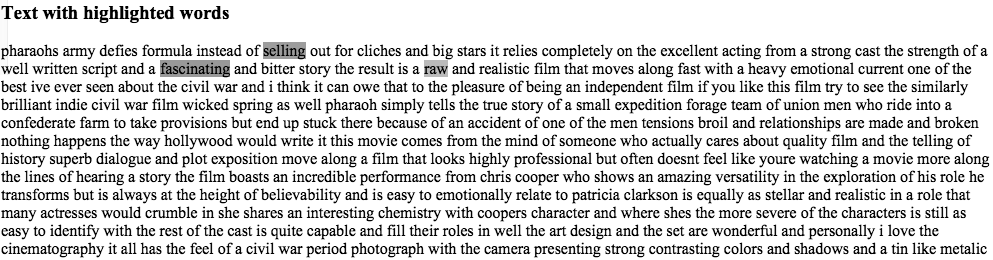 Text with highlighted words
pharaohs army defies formula instead of selling out for cliches and big stars it relies completely on the excellent acting from a strong cast the strength of a
well written script and a fascinating and bitter story the result is a raw and realistic film that moves along fast with a heavy emotional current one of the
best ive ever seen about the civil war and i think it can owe that to the pleasure of being an independent film if you like this film try to see the similarly
brilliant indie civil war film wicked spring as well pharaoh simply tells the true story of a small expedition forage team of union men who ride into a
confederate farm to take provisions but end up stuck there because of an accident of one of the men tensions broil and relationships are made and broken
nothing happens the way hollywood would write it this movie comes from the mind of someone who actually cares about quality film and the telling of
history superb dialogue and plot exposition move along a film that looks highly professional but often doesnt feel like youre watching a movie more along
the lines of hearing a story the film boasts an incredible performance from chris cooper who shows an amazing versatility in the exploration of his role he
transforms but is always at the height of believability and is easy to emotionally relate to patricia clarkson is equally as stellar and realistic in a role that
many actresses would crumble in she shares an interesting chemistry with coopers character and where shes the more severe of the characters is still as
easy to identify with the rest of the cast is quite capable and fill their roles in well the art design and the set are wonderful and personally i love the
cinematography it all has the feel of a civil war period photograph with the camera presenting strong contrasting colors and shadows and a tin like metalic